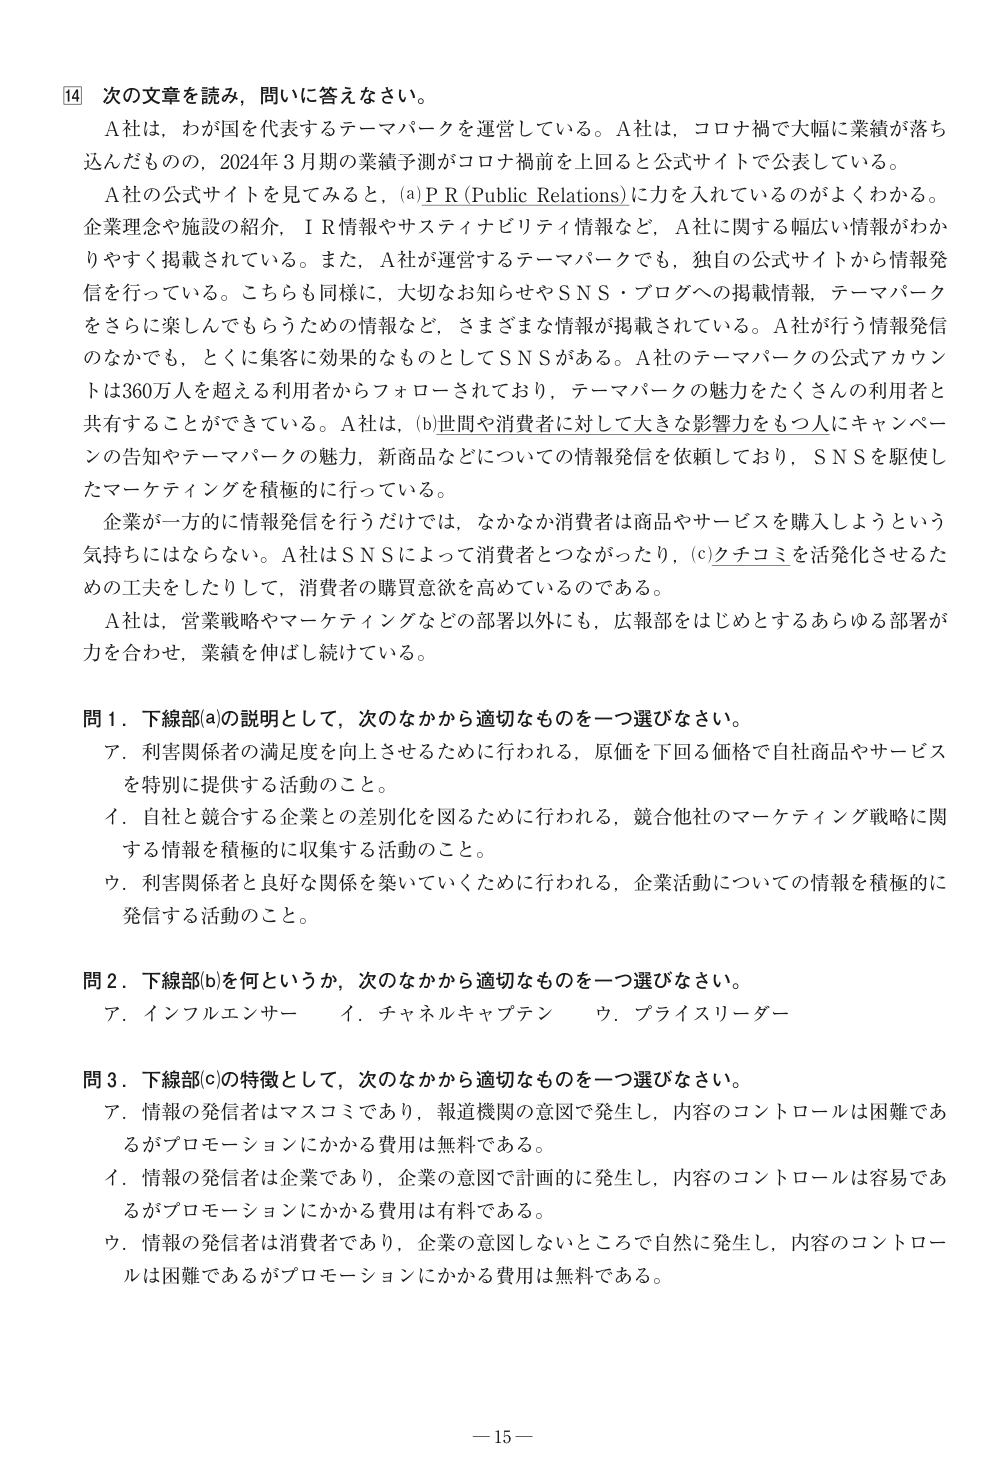 14 次の文章を読み，問いに答えなさい。
Ａ社は，わが国を代表するテーマパークを運営している。Ａ社は，コロナ禍で大幅に業績が落ち
込んだものの，2024年３月期の業績予測がコロナ禍前を上回ると公式サイトで公表している。
Ａ社の公式サイトを見てみると，(a)ＰＲ(Public Relations)に力を入れているのがよくわかる。
企業理念や施設の紹介，ＩＲ情報やサスティナビリティ情報など，Ａ社に関する幅広い情報がわか
りやすく掲載されている。また，Ａ社が運営するテーマパークでも，独自の公式サイトから情報発
信を行っている。こちらも同様に，大切なお知らせやＳＮＳ・ブログへの掲載情報，テーマパーク
をさらに楽しんでもらうための情報など，さまざまな情報が掲載されている。Ａ社が行う情報発信
のなかでも，とくに集客に効果的なものとしてＳＮＳがある。Ａ社のテーマパークの公式アカウン
トは360万人を超える利用者からフォローされており，テーマパークの魅力をたくさんの利用者と
共有することができている。Ａ社は，(b)世間や消費者に対して大きな影響力をもつ人にキャンペー
ンの告知やテーマパークの魅力，新商品などについての情報発信を依頼しており，ＳＮＳを駆使し
たマーケティングを積極的に行っている。
企業が一方的に情報発信を行うだけでは，なかなか消費者は商品やサービスを購入しようという
気持ちにはならない。Ａ社はＳＮＳによって消費者とつながったり，(c)クチコミを活発化させるた
めの工夫をしたりして，消費者の購買意欲を高めているのである。
Ａ社は，営業戦略やマーケティングなどの部署以外にも，広報部をはじめとするあらゆる部署が
力を合わせ，業績を伸ばし続けている。
問１．下線部(a)の説明として，次のなかから適切なものを一つ選びなさい。
ア．利害関係者の満足度を向上させるために行われる，原価を下回る価格で自社商品やサービス
を特別に提供する活動のこと。
イ．自社と競合する企業との差別化を図るために行われる，競合他社のマーケティング戦略に関
する情報を積極的に収集する活動のこと。
ウ．利害関係者と良好な関係を築いていくために行われる，企業活動についての情報を積極的に
発信する活動のこと。
問２．下線部(b)を何というか，次のなかから適切なものを一つ選びなさい。
ア．インフルエンサー　　イ．チャネルキャプテン　　ウ．プライスリーダー
問３．下線部(c)の特徴として，次のなかから適切なものを一つ選びなさい。
ア．情報の発信者はマスコミであり，報道機関の意図で発生し，内容のコントロールは困難であ
るがプロモーションにかかる費用は無料である。
イ．情報の発信者は企業であり，企業の意図で計画的に発生し，内容のコントロールは容易であ
るがプロモーションにかかる費用は有料である。
ウ．情報の発信者は消費者であり，企業の意図しないところで自然に発生し，内容のコントロー
ルは困難であるがプロモーションにかかる費用は無料である。
― 15 ―